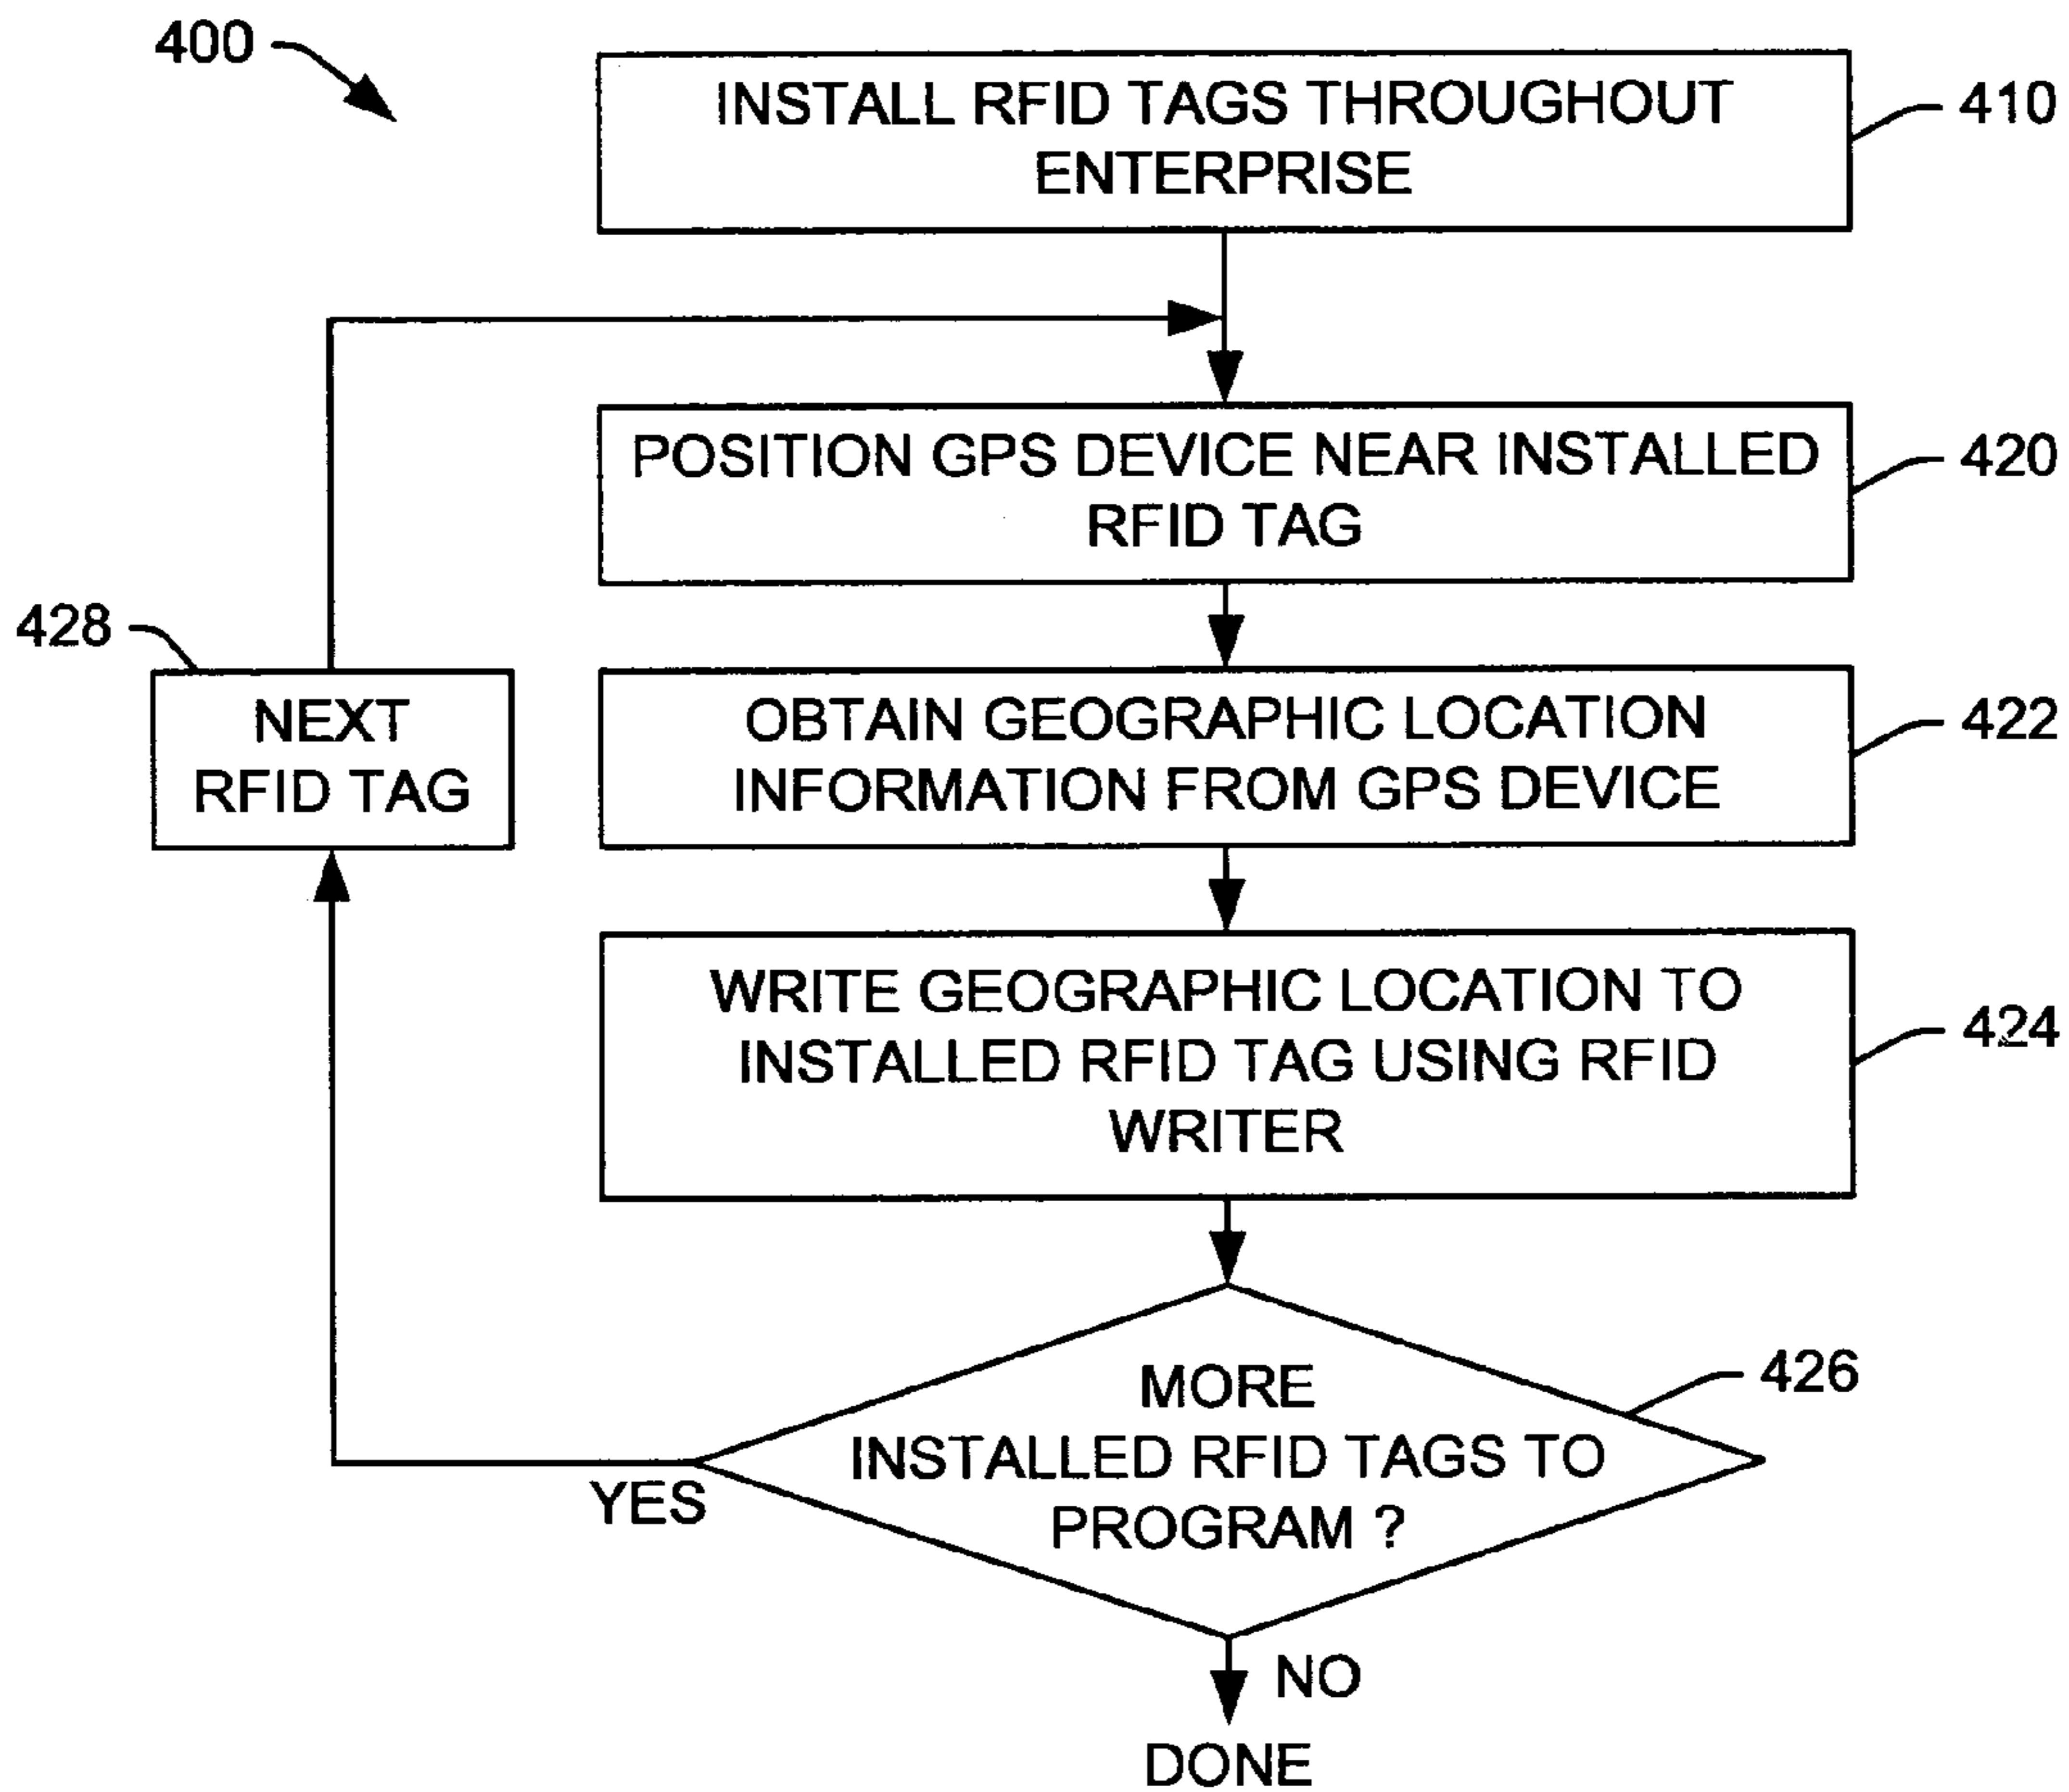 400
INSTALL RFID TAGS THROUGHOUT
ENTERPRISE
410
POSITION GPS DEVICE NEAR INSTALLED
RFID TAG
420
428
NEXT
RFID TAG
OBTAIN GEOGRAPHIC LOCATION
INFORMATION FROM GPS DEVICE
422
WRITE GEOGRAPHIC LOCATION TO
INSTALLED RFID TAG USING RFID
WRITER
424
MORE
INSTALLED RFID TAGS TO
PROGRAM ?
426
YES
NO
DONE